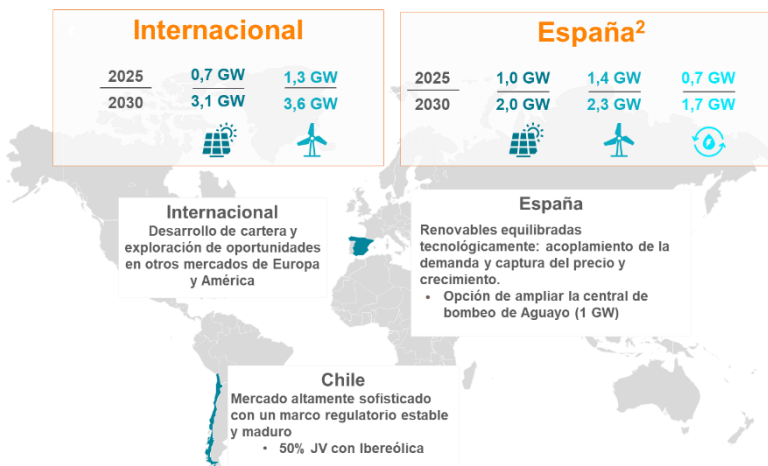 Internacional
2025 0,7 GW 1,3 GW
2030 3,1 GW 3,6 GW
España²
2025 1,0 GW 1,4 GW 0,7 GW
2030 2,0 GW 2,3 GW 1,7 GW
Internacional
Desarrollo de cartera y
exploración de oportunidades
en otros mercados de Europa
y América
España
Renovables equilibradas
tecnológicamente: acoplamiento de la
demanda y captura del precio y
crecimiento.
• Opción de ampliar la central de
bombeo de Aguayo (1 GW)
Chile
Mercado altamente sofisticado
con un marco regulatorio estable
y maduro
• 50% JV con Ibereólica